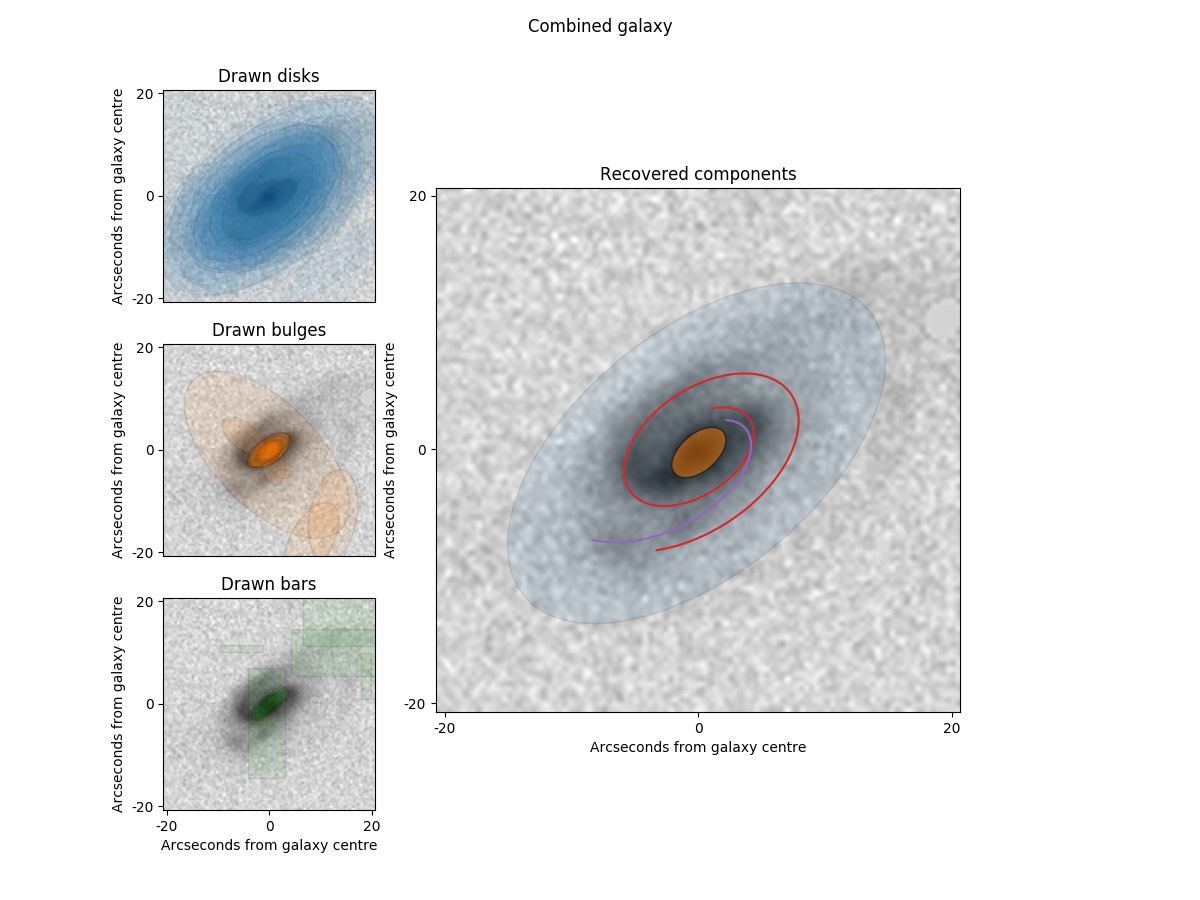 Combined galaxy
Drawn disks
Arcseconds from galaxy centre
20
0
-20
Drawn bulges
Arcseconds from galaxy centre
20
0
-20
Drawn bars
Arcseconds from galaxy centre
20
0
-20
-20 0 20
Arcseconds from galaxy centre
Recovered components
Arcseconds from galaxy centre
20
0
-20
-20 0 20
Arcseconds from galaxy centre